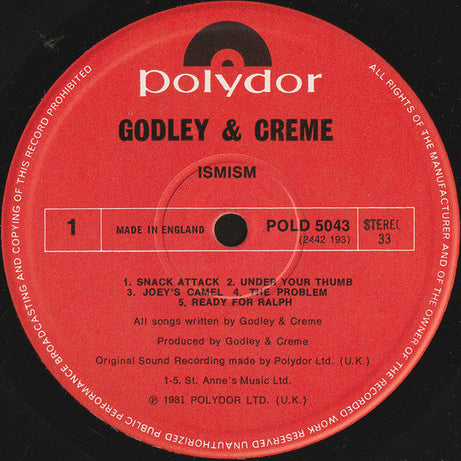 polydor
GODLEY & CREME
ISMISM
1
MADE IN ENGLAND
POLD 5043
(2442 193)
STEREO
33
1. SNACK ATTACK 2. UNDER YOUR THUMB
3. JOEY'S CAMEL 4. THE PROBLEM
5. READY FOR RALPH
All songs written by Godley & Creme
Produced by Godley & Creme
Original Sound Recording made by Polydor Ltd. (U.K.)
1-5. St. Anne's Music Ltd.
℗ 1981 POLYDOR LTD. (U.K.)
ALL RIGHTS OF THE MANUFACTURER AND OF THE OWNER OF THE RECORDED WORK RESERVED UNAUTHORISED PUBLIC PERFORMANCE BROADCASTING AND COPYING OF THIS RECORD PROHIBITED